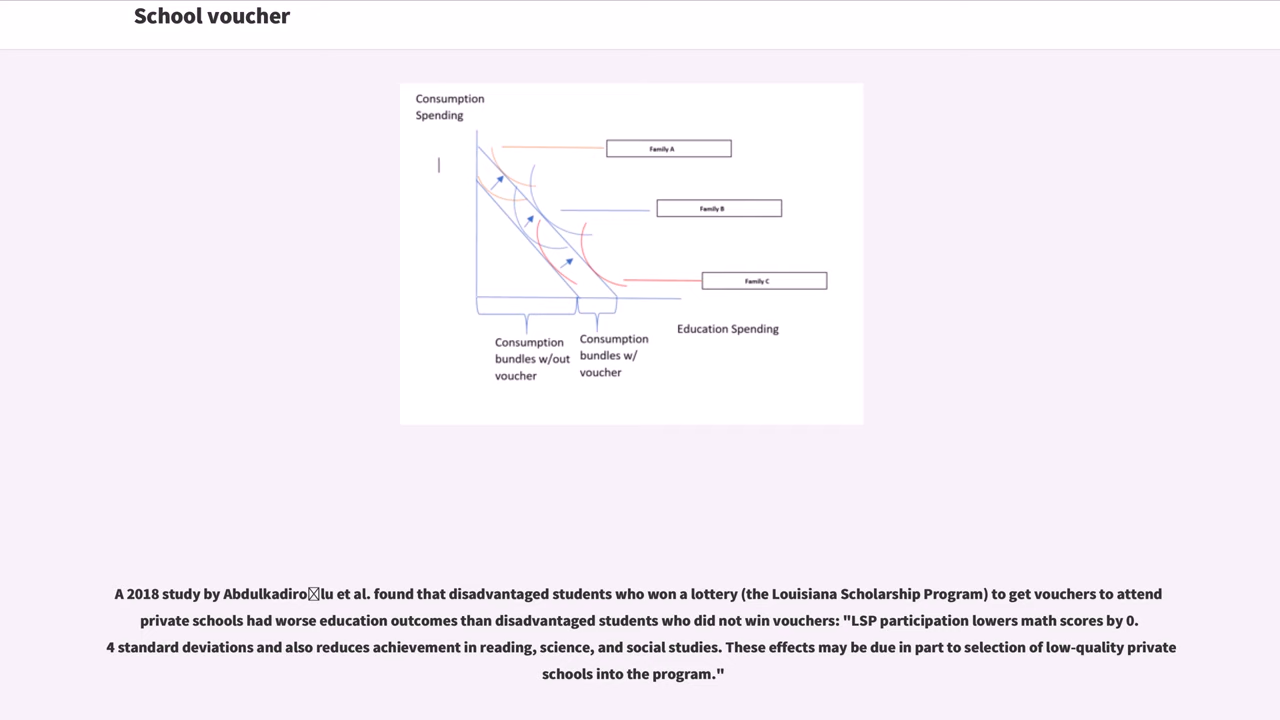 School voucher
Consumption
Spending
Family A
Family B
Family C
Education Spending
Consumption
bundles w/out
voucher
Consumption
bundles w/
voucher
A 2018 study by Abdulkadiro▯lu et al. found that disadvantaged students who won a lottery (the Louisiana Scholarship Program) to get vouchers to attend
private schools had worse education outcomes than disadvantaged students who did not win vouchers: "LSP participation lowers math scores by 0.
4 standard deviations and also reduces achievement in reading, science, and social studies. These effects may be due in part to selection of low-quality private
schools into the program."